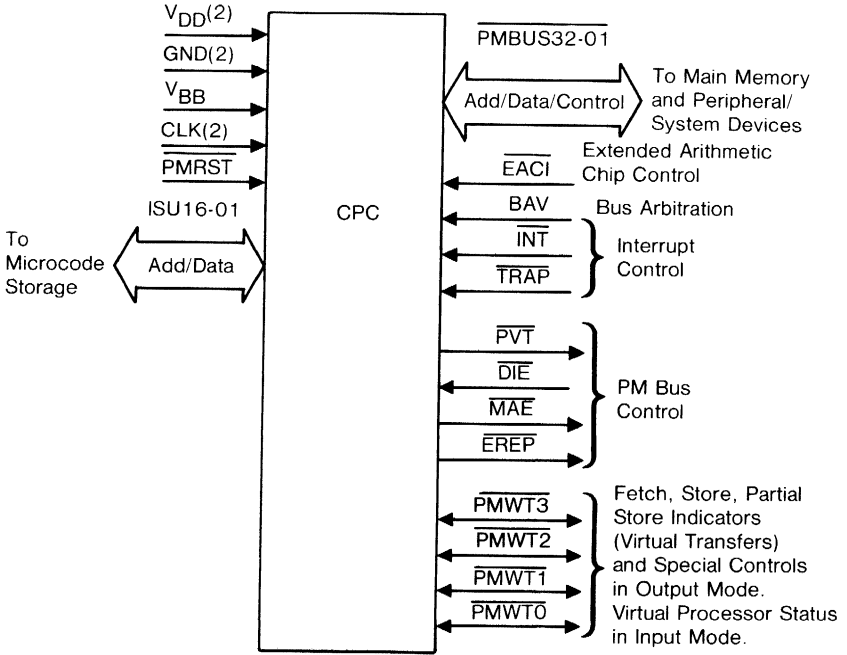 VDD(2)
GND(2)
VBB
CLK(2)
PMRST
ISU16-01
To
Microcode
Storage
Add/Data
CPC
PMBUS32-01
Add/Data/Control
To Main Memory
and Peripheral/
System Devices
EACI
Extended Arithmetic
Chip Control
BAV
Bus Arbitration
INT
TRAP
Interrupt
Control
PVT
DIE
MAE
EREP
PM Bus
Control
PMWT3
PMWT2
PMWT1
PMWT0
Fetch, Store, Partial
Store Indicators
(Virtual Transfers)
and Special Controls
in Output Mode.
Virtual Processor Status
in Input Mode.